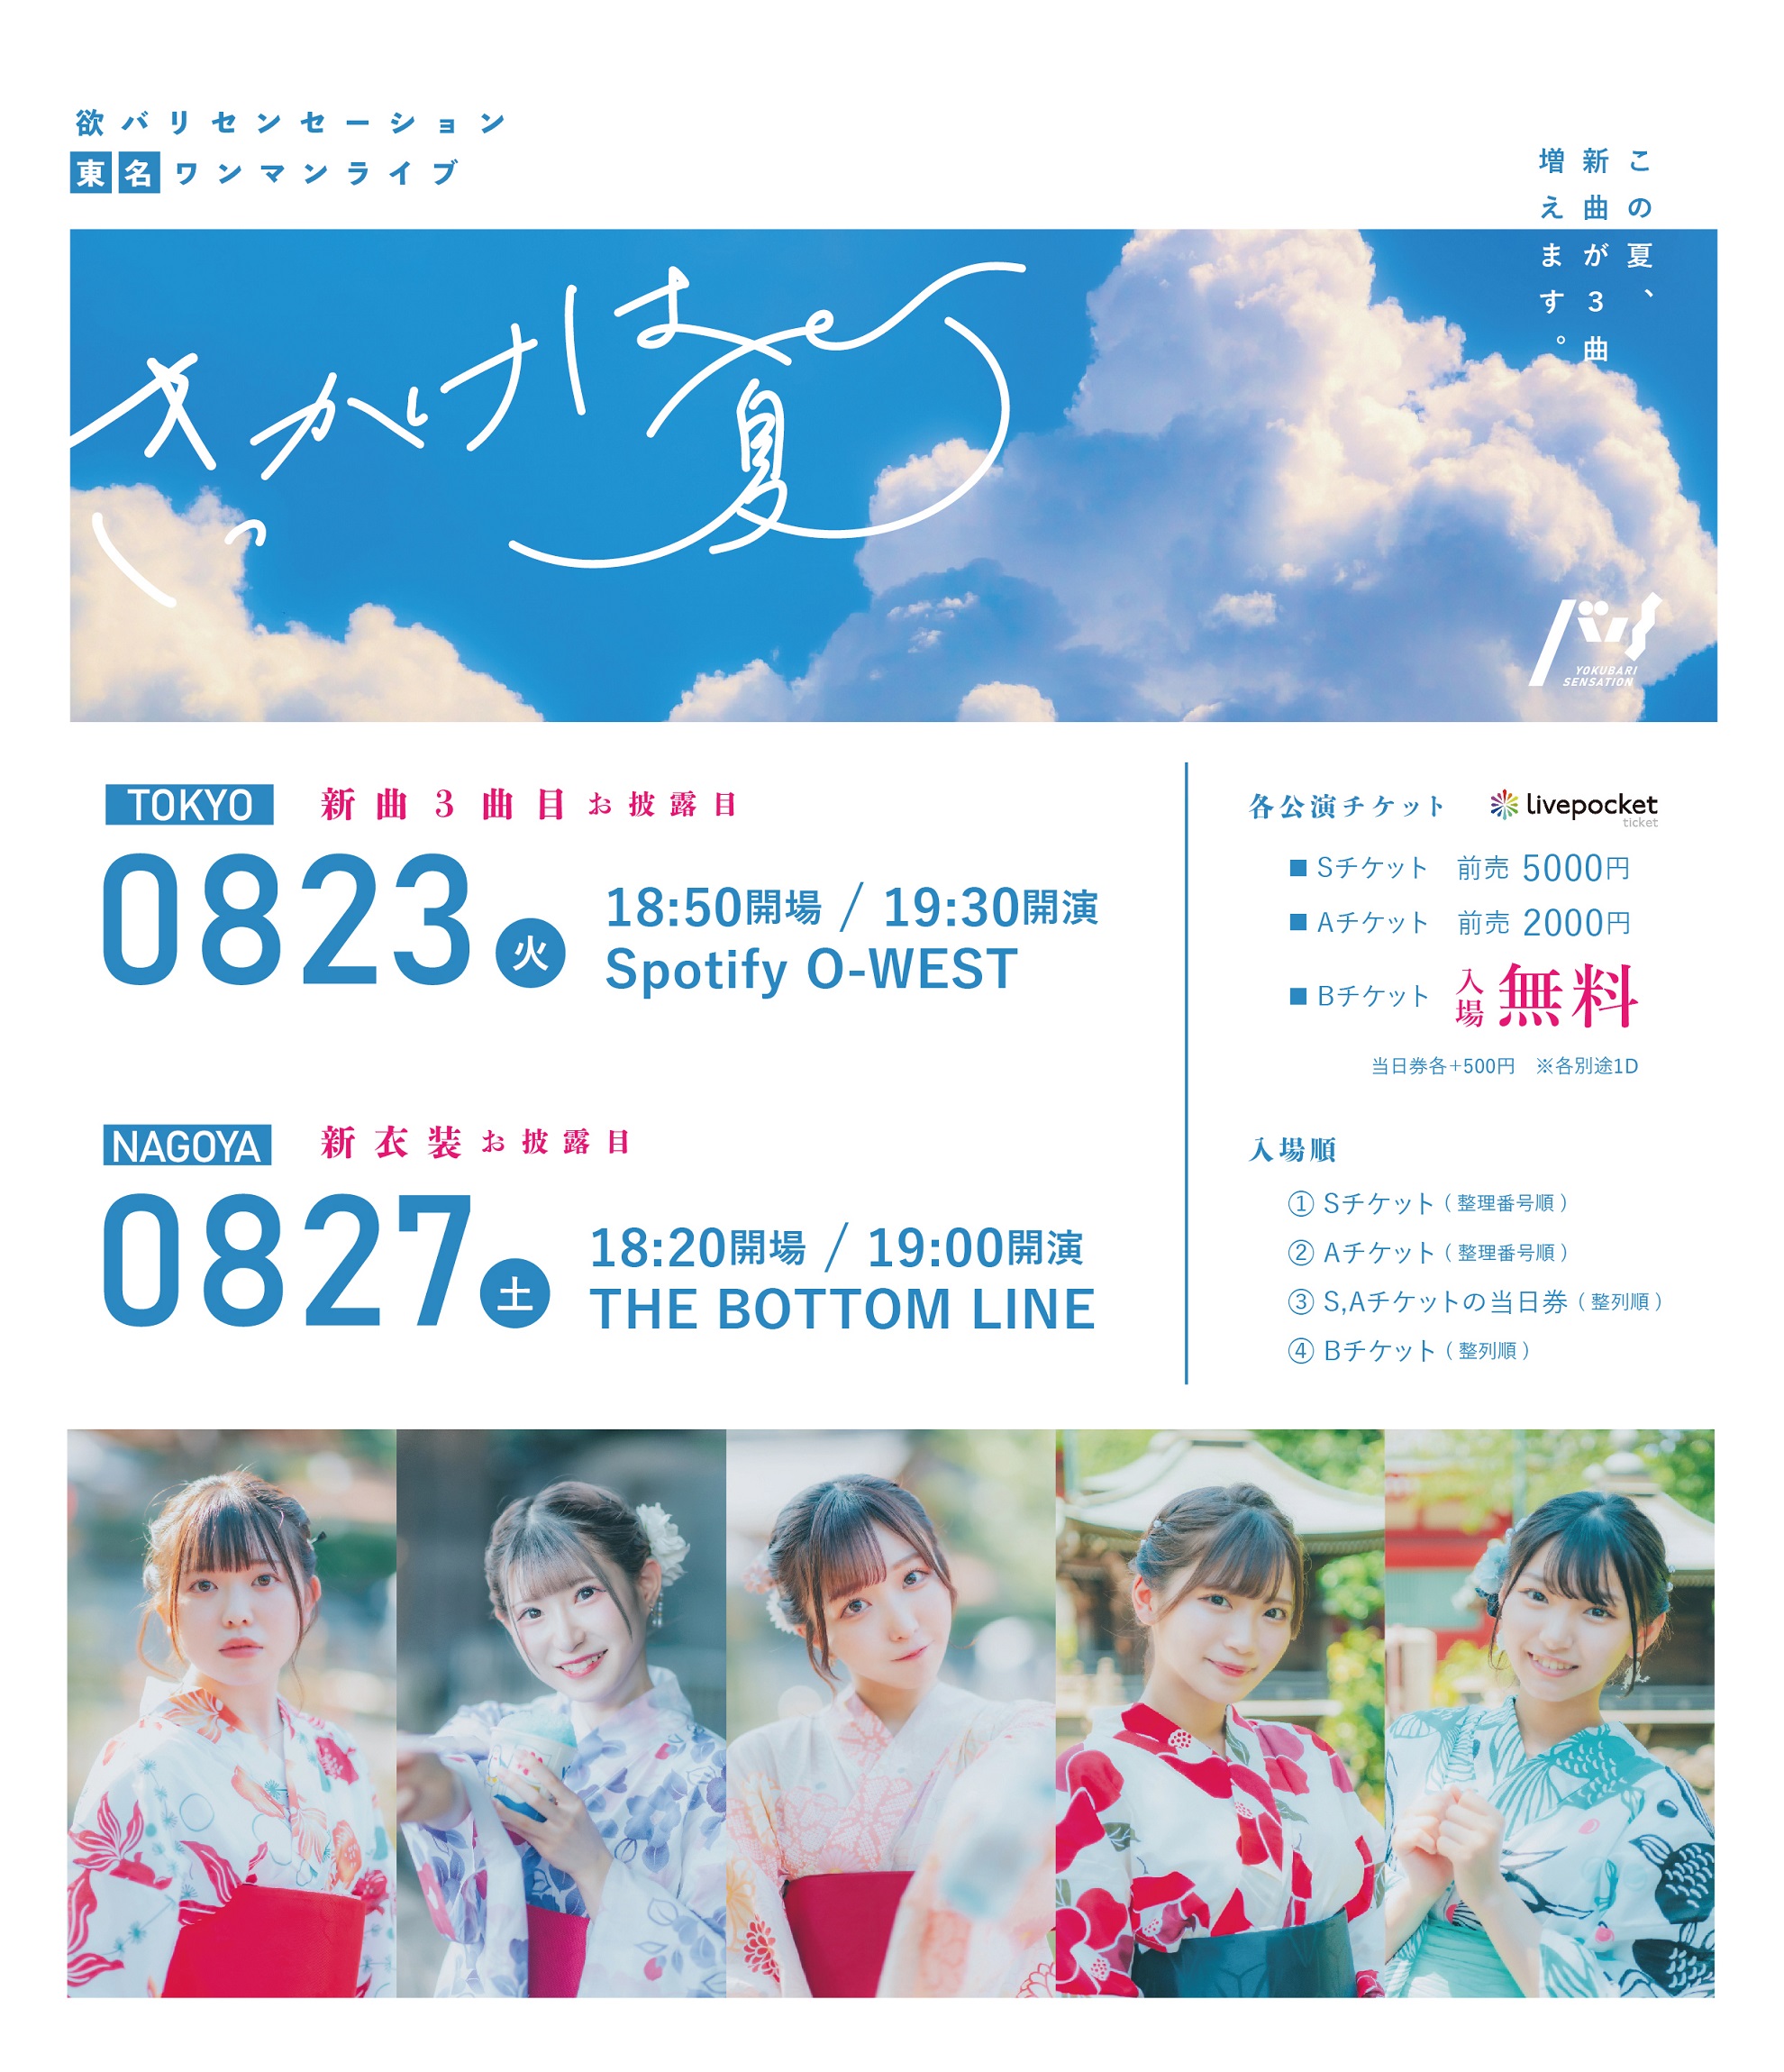 欲バリセンセーション
東名ワンマンライブ
この夏、
新曲が3曲
増えます。
さかけは夏
YOKUBARI
SENSATION
TOKYO 新曲3曲目お披露目
0823火 18:50開場 / 19:30開演
Spotify O-WEST
NAGOYA 新衣装お披露目
0827土 18:20開場 / 19:00開演
THE BOTTOM LINE
各公演チケット livepocket
ticket
■ Sチケット 前売 5000円
■ Aチケット 前売 2000円
■ Bチケット 入場無料
当日券各+500円 ※各別途1D
入場順
① Sチケット（整理番号順）
② Aチケット（整理番号順）
③ S,Aチケットの当日券（整列順）
④ Bチケット（整列順）